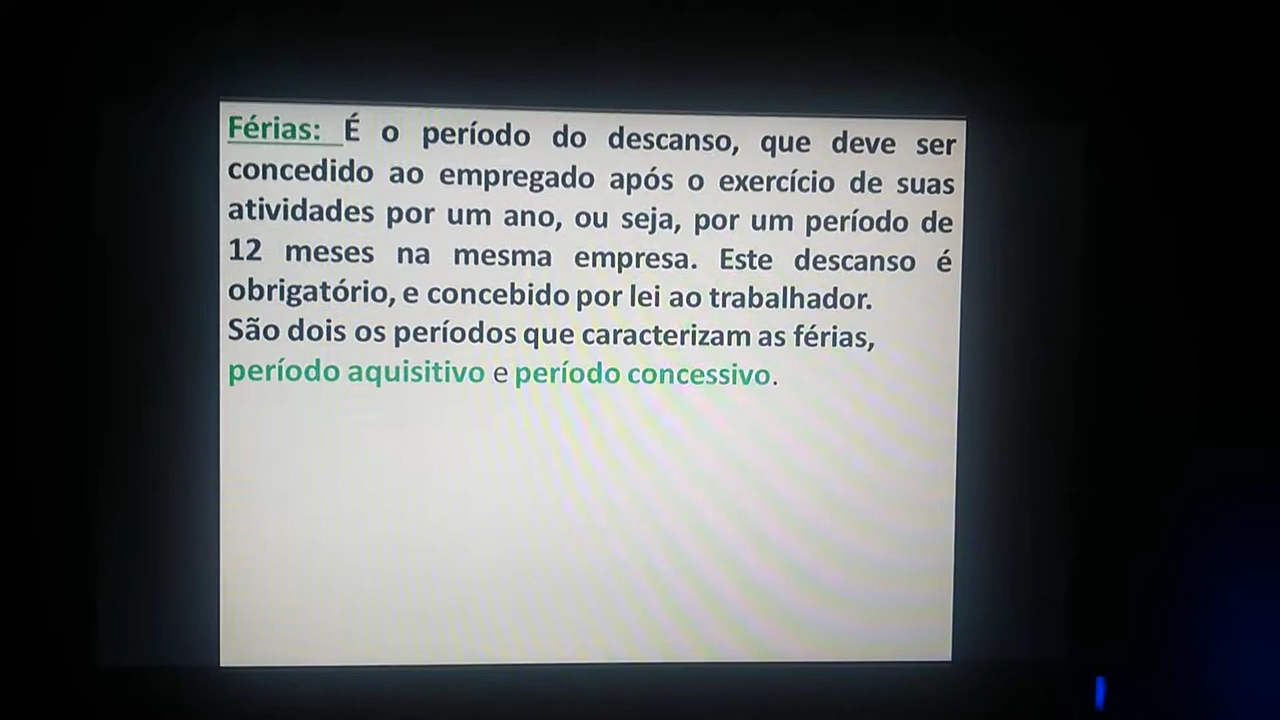 Férias: É o período do descanso, que deve ser
concedido ao empregado após o exercício de suas
atividades por um ano, ou seja, por um período de
12 meses na mesma empresa. Este descanso é
obrigatório, e concebido por lei ao trabalhador.
São dois os períodos que caracterizam as férias,
período aquisitivo e período concessivo.